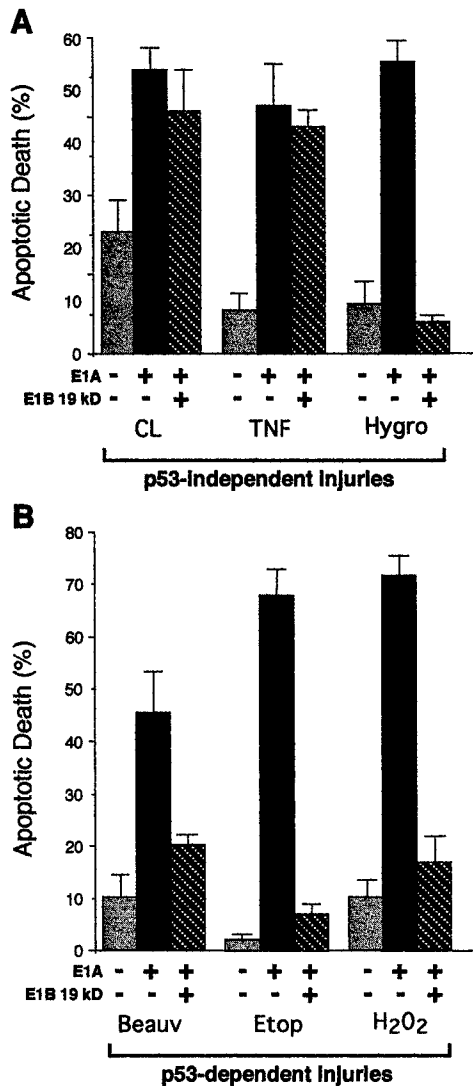 A
Apoptotic Death (%)
60
50
40
30
20
10
0
E1A - + + - + + - + +
E1B 19 kD - - + - - + - - +
CL TNF Hygro
p53-independent injuries
B
Apoptotic Death (%)
80
70
60
50
40
30
20
10
0
E1A - + + - + + - + +
E1B 19 kD - - + - - + - - +
Beauv Etop H2O2
p53-dependent injuries